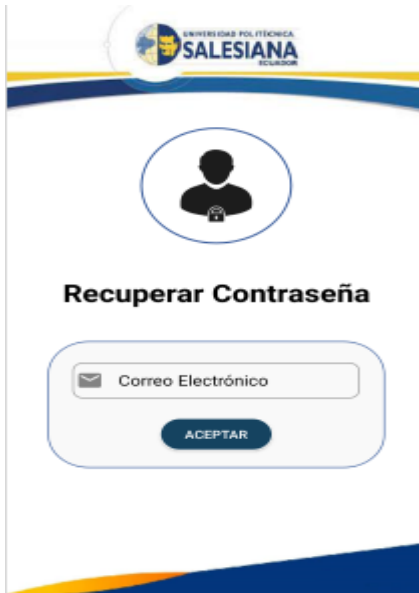 UNIVERSIDAD POLITÉCNICA
SALESIANA
ECUADOR
Recuperar Contraseña
Correo Electrónico
ACEPTAR